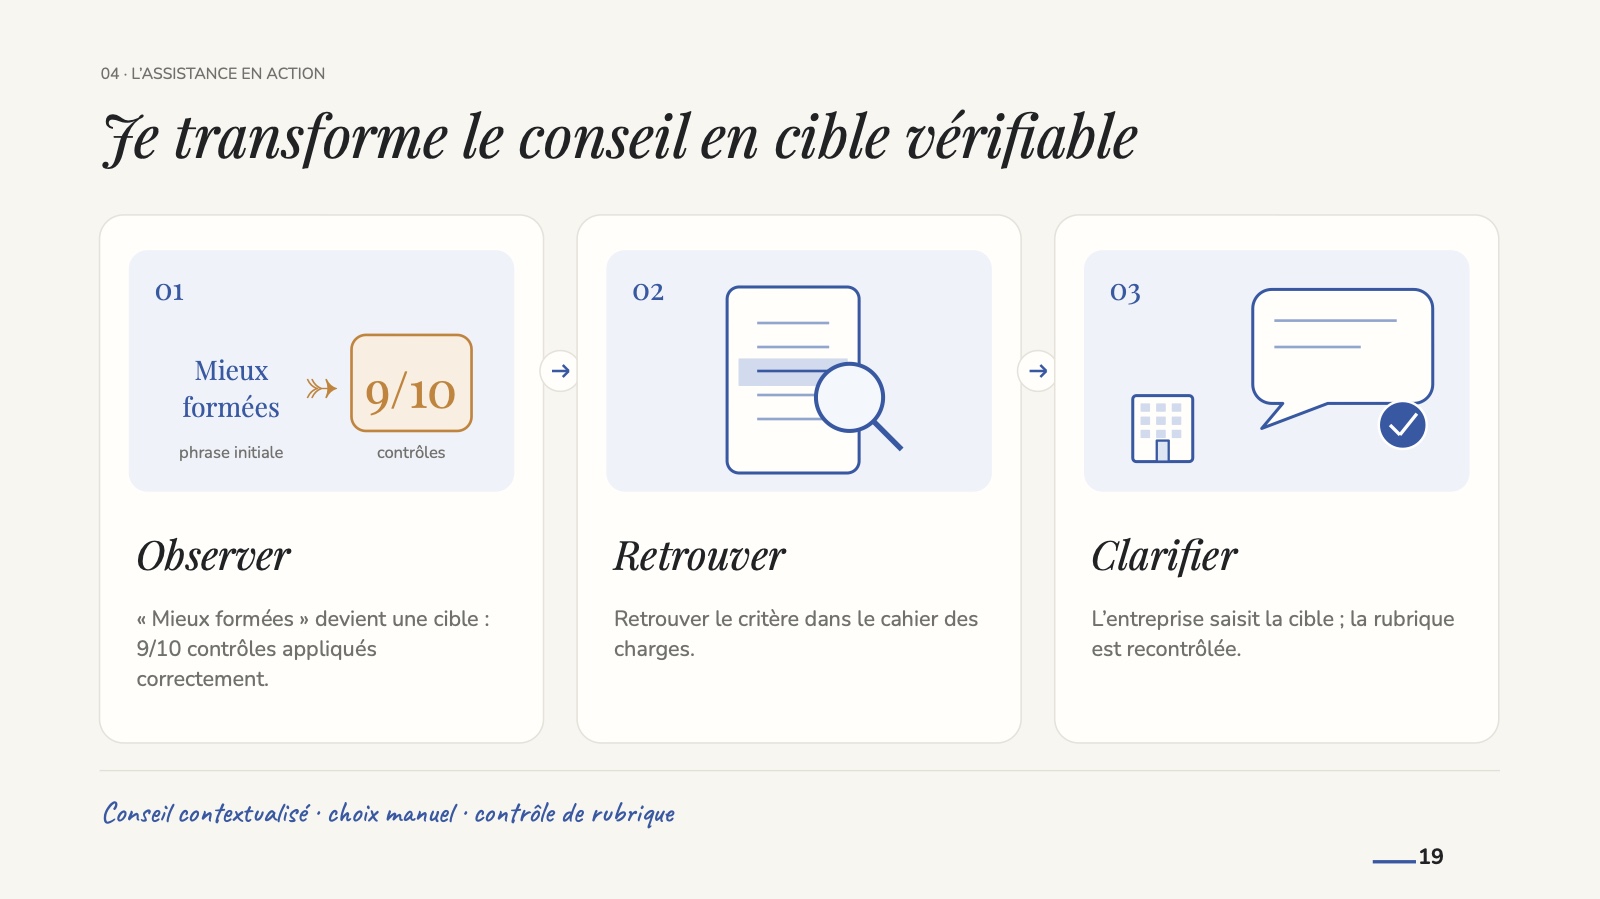 04 · L'ASSISTANCE EN ACTION
Je transforme le conseil en cible vérifiable
01
Mieux
formées
9/10
phrase initiale
contrôles
Observer
« Mieux formées » devient une cible :
9/10 contrôles appliqués
correctement.
02
Retrouver
Retrouver le critère dans le cahier des
charges.
03
Clarifier
L'entreprise saisit la cible ; la rubrique
est recontrôlée.
Conseil contextualisé · choix manuel · contrôle de rubrique
19